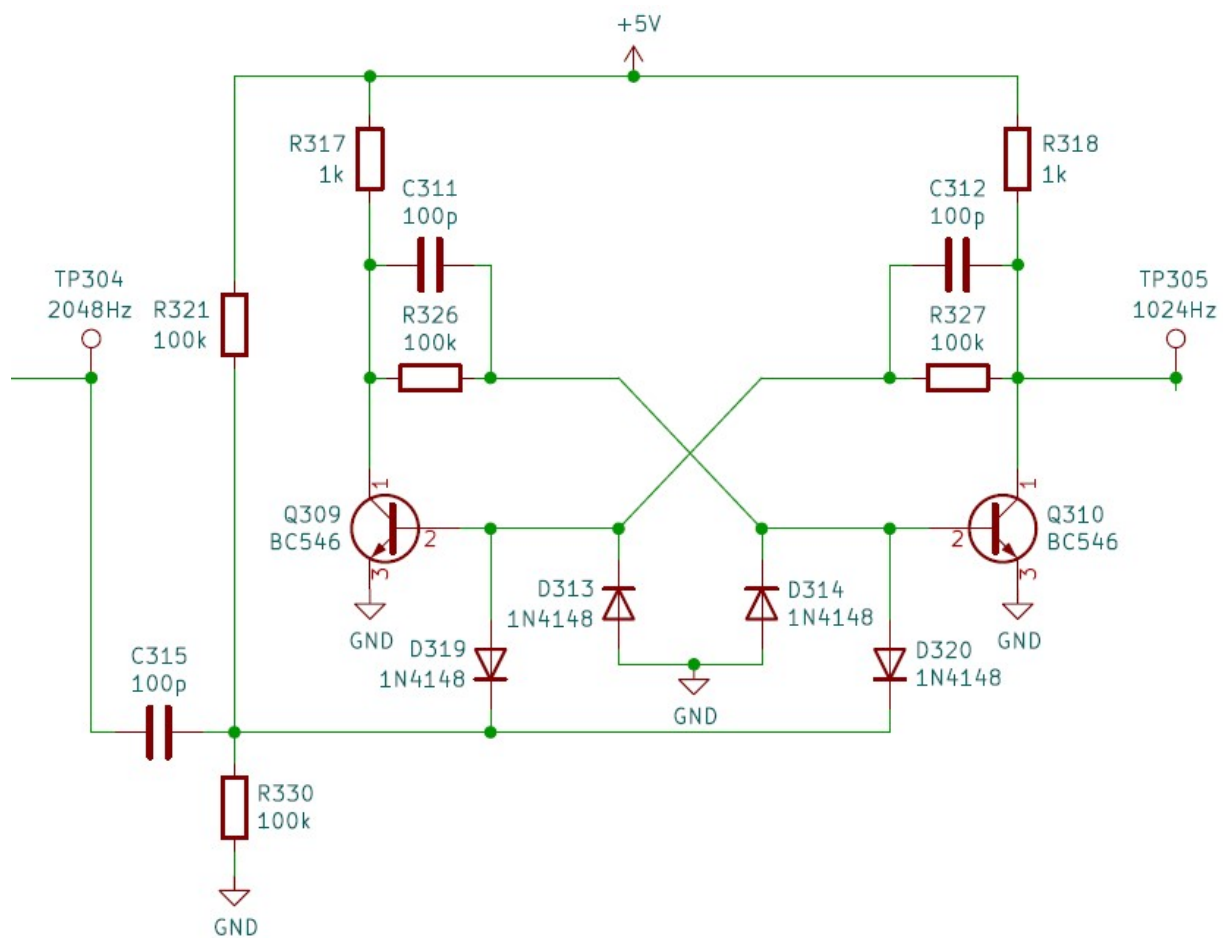 +5V
R317
1k
R318
1k
C311
100p
C312
100p
TP304
2048Hz
R321
100k
R326
100k
R327
100k
TP305
1024Hz
1
1
Q309
BC546
2
2
Q310
BC546
3
3
GND
GND
D313
1N4148
D314
1N4148
D319
1N4148
D320
1N4148
GND
C315
100p
R330
100k
GND